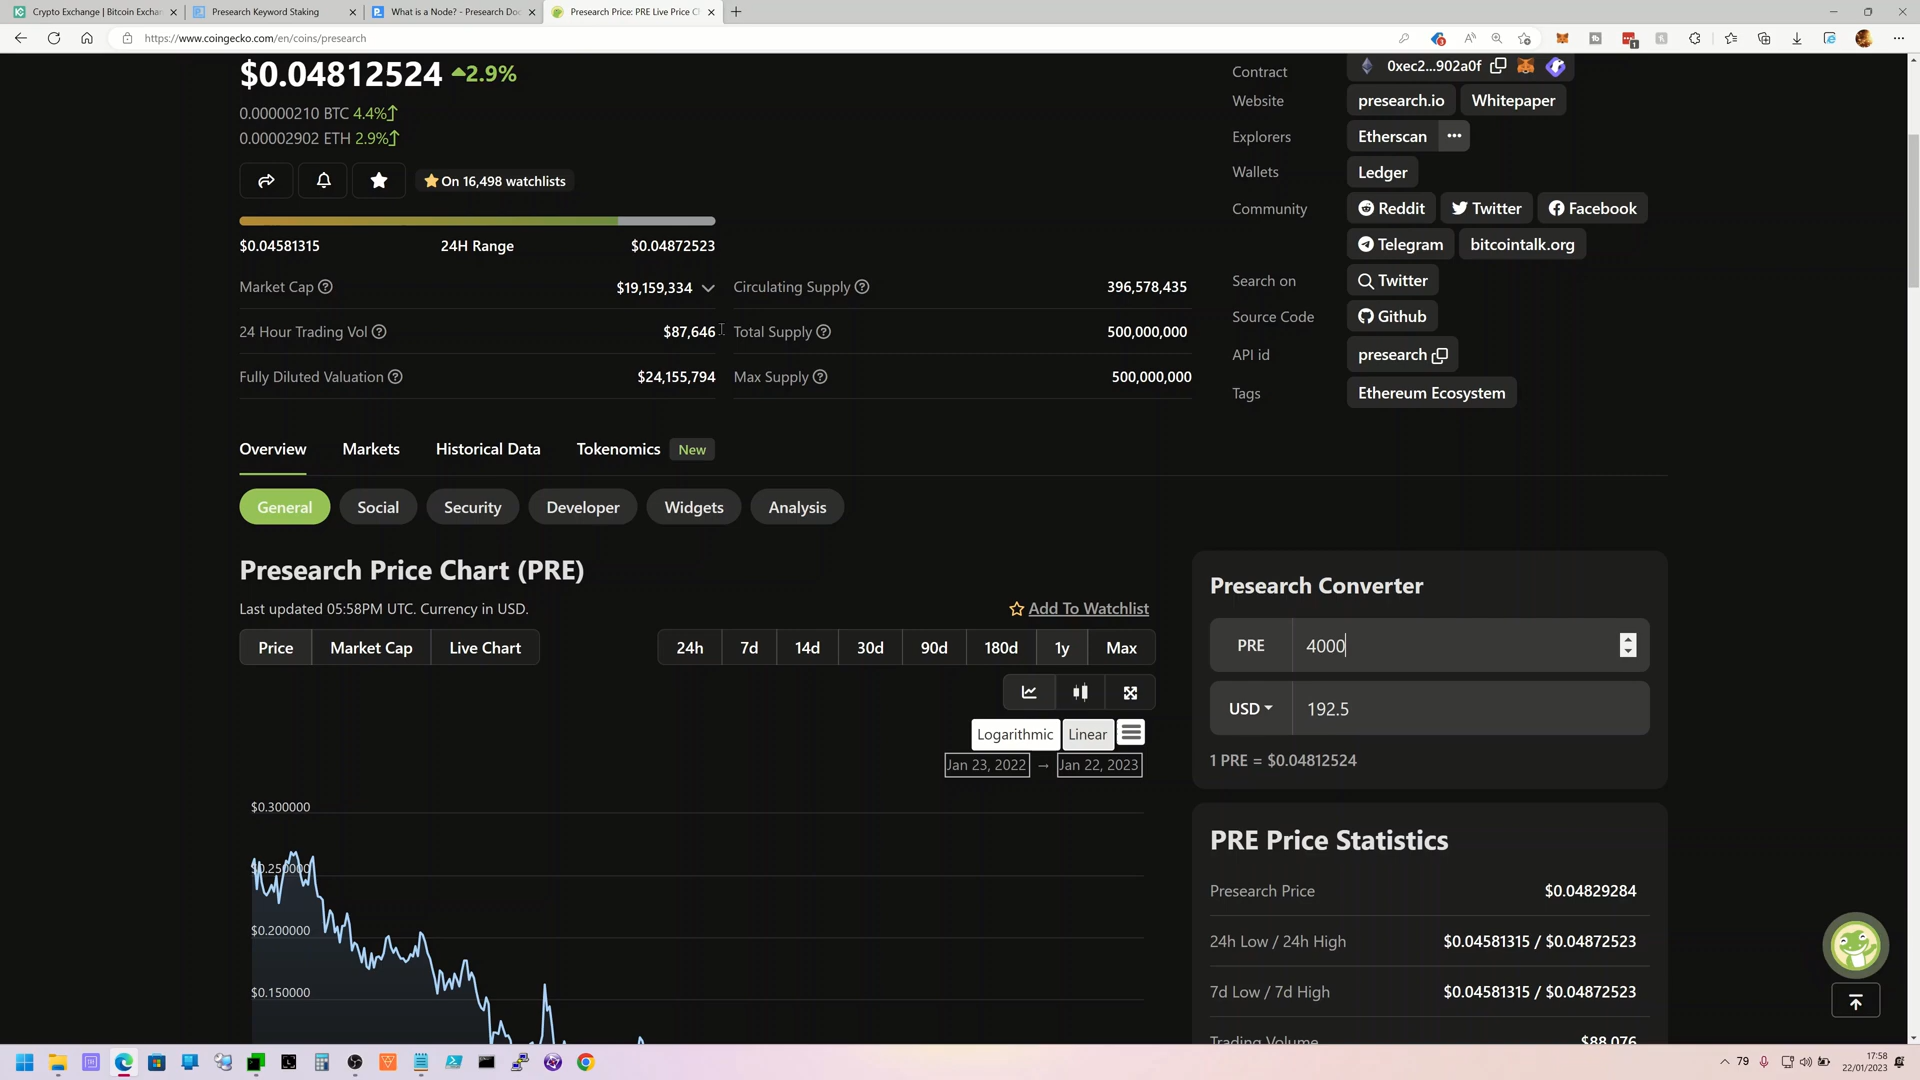 Crypto Exchange | Bitcoin Exchan
Presearch Keyword Staking
What is a Node? - Presearch Doc
Presearch Price: PRE Live Price C
https://www.coingecko.com/en/coins/presearch
$0.04812524 2.9%
0.00000210 BTC 4.4%
0.00002902 ETH 2.9%
On 16,498 watchlists
$0.04581315 24H Range $0.04872523
Market Cap $19,159,334
Circulating Supply 396,578,435
24 Hour Trading Vol $87,646
Total Supply 500,000,000
Fully Diluted Valuation $24,155,794
Max Supply 500,000,000
Contract 0xec2...902a0f
Website presearch.io Whitepaper
Explorers Etherscan •••
Wallets Ledger
Community Reddit Twitter Facebook
Telegram bitcointalk.org
Search on Twitter
Source Code Github
API id presearch
Tags Ethereum Ecosystem
Overview Markets Historical Data Tokenomics New
General Social Security Developer Widgets Analysis
Presearch Price Chart (PRE)
Last updated 05:58PM UTC. Currency in USD.
Add To Watchlist
Price Market Cap Live Chart
24h 7d 14d 30d 90d 180d 1y Max
Logarithmic Linear
Jan 23, 2022 → Jan 22, 2023
$0.300000
$0.250000
$0.200000
$0.150000
Presearch Converter
PRE 4000
USD 192.5
1 PRE = $0.04812524
PRE Price Statistics
Presearch Price $0.04829284
24h Low / 24h High $0.04581315 / $0.04872523
7d Low / 7d High $0.04581315 / $0.04872523
Trading Volume $88,076
79
17:58
22/01/2023